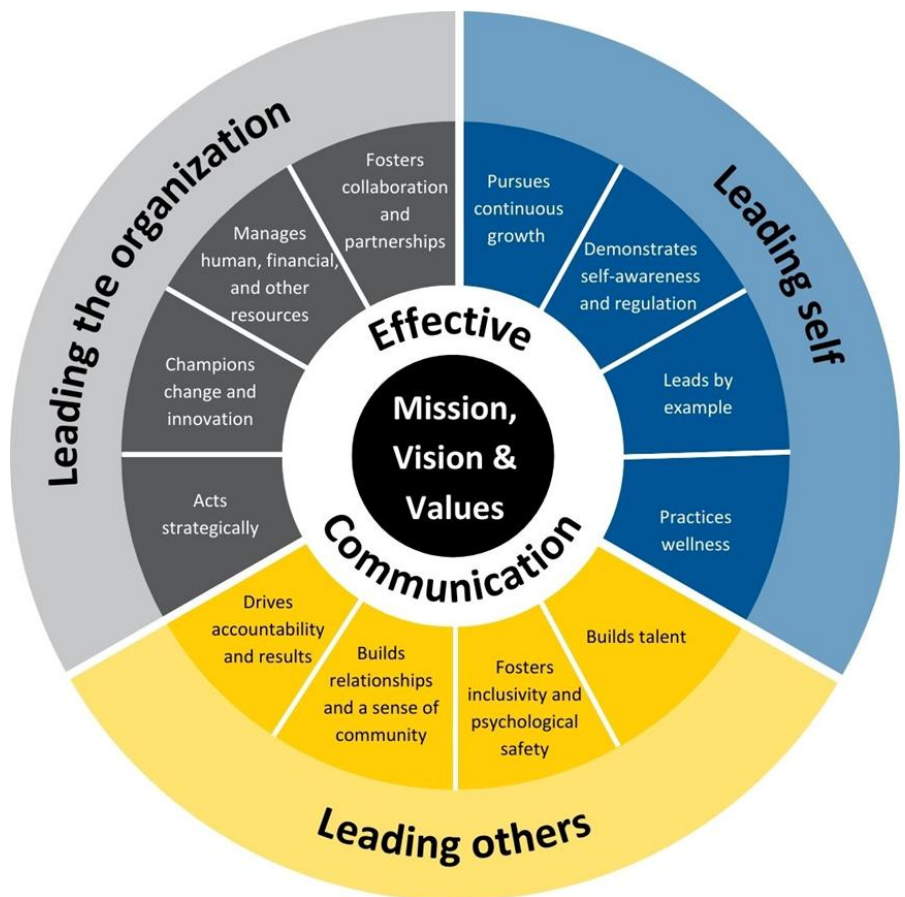 Leading the organization
Fosters
collaboration
and
partnerships
Manages
human, financial,
and other
resources
Champions
change and
innovation
Acts
strategically
Leading self
Pursues
continuous
growth
Demonstrates
self-awareness
and regulation
Leads by
example
Practices
wellness
Effective
Communication
Mission,
Vision &
Values
Drives
accountability
and results
Builds
relationships
and a sense of
community
Fosters
inclusivity and
psychological
safety
Builds talent
Leading others